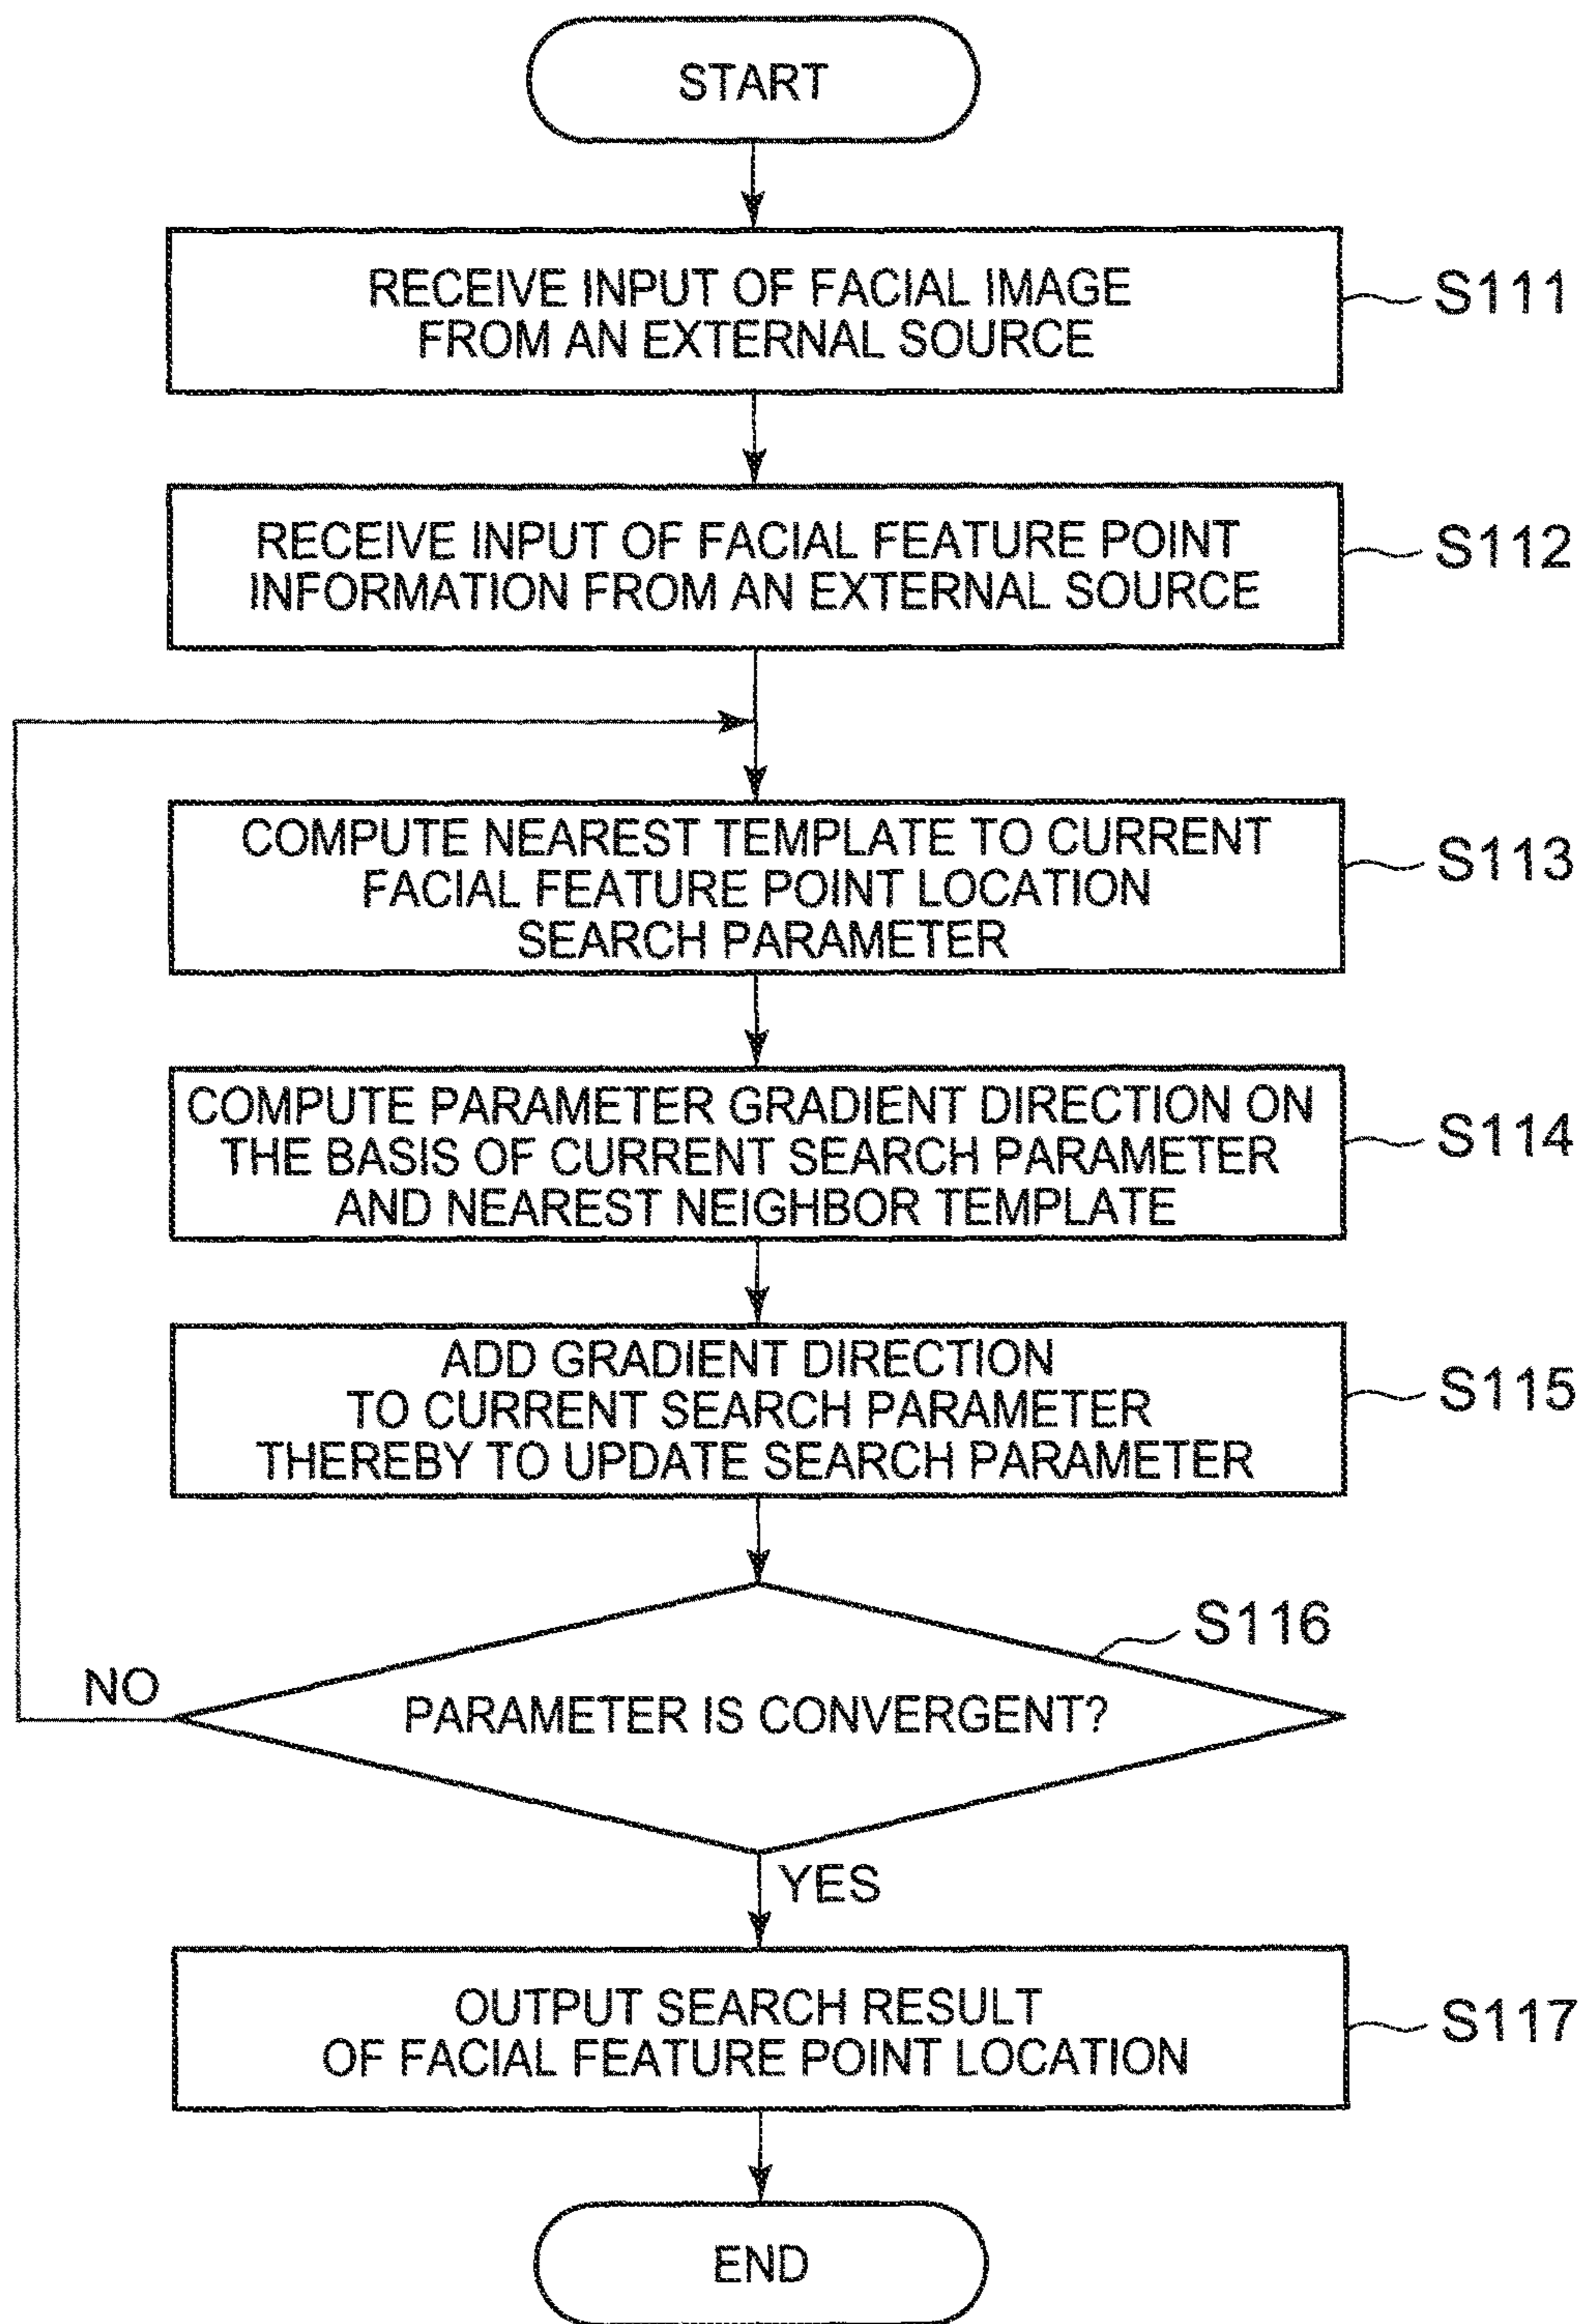 START
RECEIVE INPUT OF FACIAL IMAGE
FROM AN EXTERNAL SOURCE
S111
RECEIVE INPUT OF FACIAL FEATURE POINT
INFORMATION FROM AN EXTERNAL SOURCE
S112
COMPUTE NEAREST TEMPLATE TO CURRENT
FACIAL FEATURE POINT LOCATION
SEARCH PARAMETER
S113
COMPUTE PARAMETER GRADIENT DIRECTION ON
THE BASIS OF CURRENT SEARCH PARAMETER
AND NEAREST NEIGHBOR TEMPLATE
S114
ADD GRADIENT DIRECTION
TO CURRENT SEARCH PARAMETER
THEREBY TO UPDATE SEARCH PARAMETER
S115
S116
NO
PARAMETER IS CONVERGENT?
YES
OUTPUT SEARCH RESULT
OF FACIAL FEATURE POINT LOCATION
S117
END